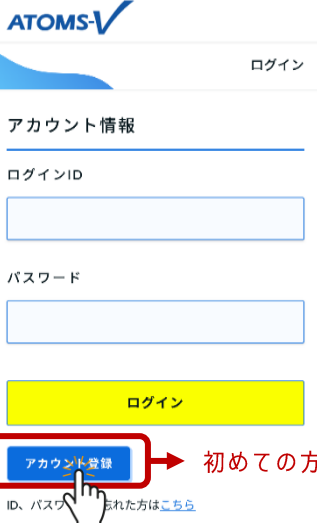 ATOMS-V
ログイン
アカウント情報
ログインID
パスワード
ログイン
アカウント登録
初めての方
ID、パスワ 忘れた方はこちら